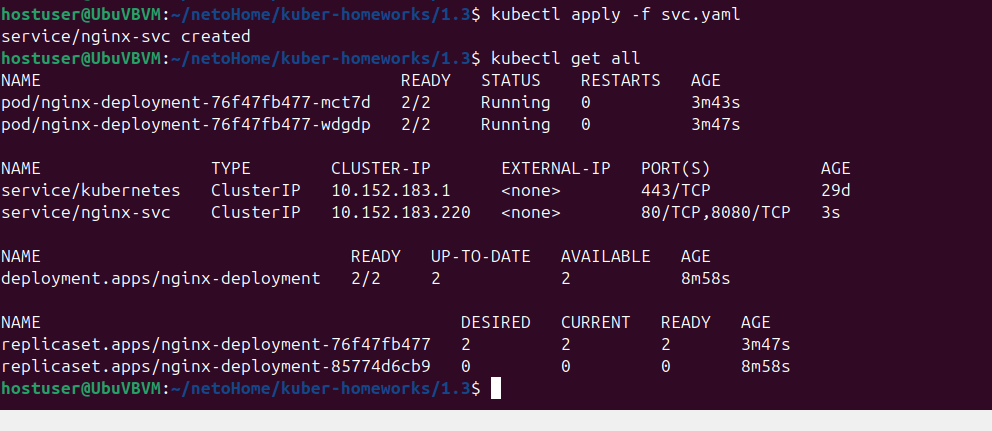 hostuser@UbuVBVM:~/netoHome/kuber-homeworks/1.3$ kubectl apply -f svc.yaml
service/nginx-svc created
hostuser@UbuVBVM:~/netoHome/kuber-homeworks/1.3$ kubectl get all
NAME                                    READY   STATUS    RESTARTS   AGE
pod/nginx-deployment-76f47fb477-mct7d   2/2     Running   0          3m43s
pod/nginx-deployment-76f47fb477-wdgdp   2/2     Running   0          3m47s

NAME                 TYPE        CLUSTER-IP       EXTERNAL-IP   PORT(S)           AGE
service/kubernetes   ClusterIP   10.152.183.1     <none>        443/TCP           29d
service/nginx-svc    ClusterIP   10.152.183.220   <none>        80/TCP,8080/TCP   3s

NAME                               READY   UP-TO-DATE   AVAILABLE   AGE
deployment.apps/nginx-deployment   2/2     2            2           8m58s

NAME                                          DESIRED   CURRENT   READY   AGE
replicaset.apps/nginx-deployment-76f47fb477   2         2         2       3m47s
replicaset.apps/nginx-deployment-85774d6cb9   0         0         0       8m58s
hostuser@UbuVBVM:~/netoHome/kuber-homeworks/1.3$